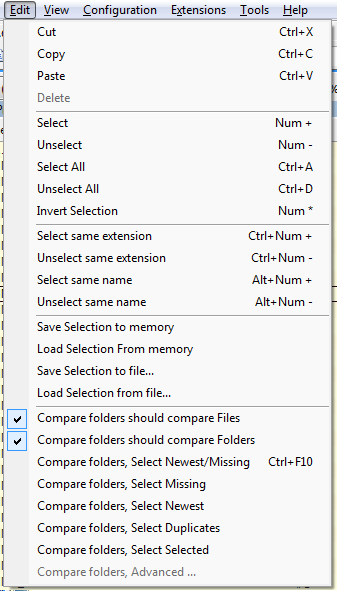 Edit View Configuration Extensions Tools Help
Cut Ctrl+X
Copy Ctrl+C
Paste Ctrl+V
Delete
Select Num +
Unselect Num -
Select All Ctrl+A
Unselect All Ctrl+D
Invert Selection Num *
Select same extension Ctrl+Num +
Unselect same extension Ctrl+Num -
Select same name Alt+Num +
Unselect same name Alt+Num -
Save Selection to memory
Load Selection From memory
Save Selection to file...
Load Selection from file...
Compare folders should compare Files
Compare folders should compare Folders
Compare folders, Select Newest/Missing Ctrl+F10
Compare folders, Select Missing
Compare folders, Select Newest
Compare folders, Select Duplicates
Compare folders, Select Selected
Compare folders, Advanced ...